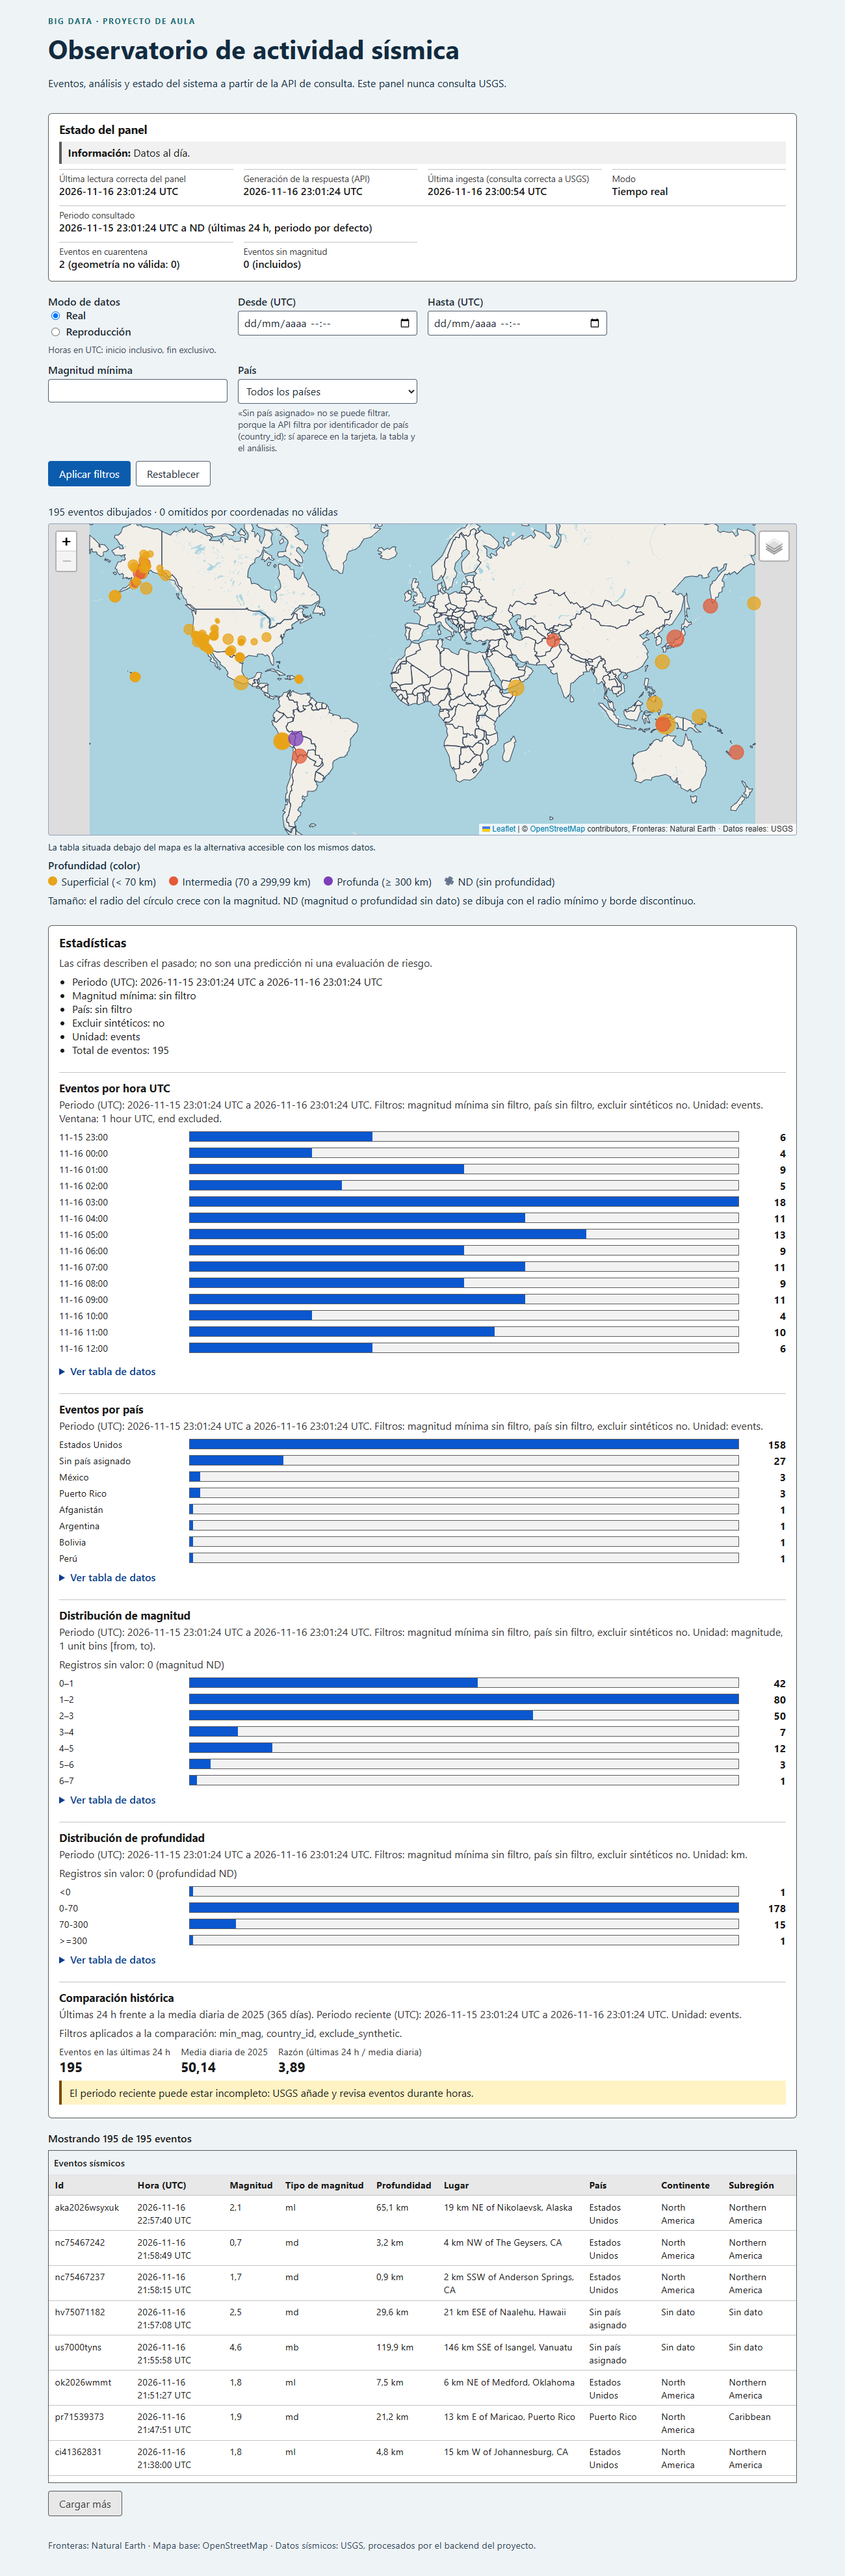 BIG DATA · PROYECTO DE AULA
Observatorio de actividad sísmica
Eventos, análisis y estado del sistema a partir de la API de consulta. Este panel nunca consulta USGS.
Estado del panel
Información: Datos al día.
Última lectura correcta del panel
2026-11-16 23:01:24 UTC
Generación de la respuesta (API)
2026-11-16 23:01:24 UTC
Última ingesta (consulta correcta a USGS)
2026-11-16 23:00:54 UTC
Modo
Tiempo real
Periodo consultado
2026-11-15 23:01:24 UTC a ND (últimas 24 h, periodo por defecto)
Eventos en cuarentena
2 (geometría no válida: 0)
Eventos sin magnitud
0 (incluidos)
Modo de datos
Real
Reproducción
Horas en UTC: inicio inclusivo, fin exclusivo.
Desde (UTC)
dd/mm/aaaa --:--
Hasta (UTC)
dd/mm/aaaa --:--
Magnitud mínima
País
Todos los países
«Sin país asignado» no se puede filtrar,
porque la API filtra por identificador de país
(country_id); sí aparece en la tarjeta, la tabla y
el análisis.
Aplicar filtros
Restablecer
195 eventos dibujados · 0 omitidos por coordenadas no válidas
+
−
Leaflet | © OpenStreetMap contributors, Fronteras: Natural Earth · Datos reales: USGS
La tabla situada debajo del mapa es la alternativa accesible con los mismos datos.
Profundidad (color)
Superficial (< 70 km) Intermedia (70 a 299,99 km) Profunda (≥ 300 km) ND (sin profundidad)
Tamaño: el radio del círculo crece con la magnitud. ND (magnitud o profundidad sin dato) se dibuja con el radio mínimo y borde discontinuo.
Estadísticas
Las cifras describen el pasado; no son una predicción ni una evaluación de riesgo.
• Periodo (UTC): 2026-11-15 23:01:24 UTC a 2026-11-16 23:01:24 UTC
• Magnitud mínima: sin filtro
• País: sin filtro
• Excluir sintéticos: no
• Unidad: events
• Total de eventos: 195
Eventos por hora UTC
Periodo (UTC): 2026-11-15 23:01:24 UTC a 2026-11-16 23:01:24 UTC. Filtros: magnitud mínima sin filtro, país sin filtro, excluir sintéticos no. Unidad: events.
Ventana: 1 hour UTC, end excluded.
11-15 23:00 6
11-16 00:00 4
11-16 01:00 9
11-16 02:00 5
11-16 03:00 18
11-16 04:00 11
11-16 05:00 13
11-16 06:00 9
11-16 07:00 11
11-16 08:00 9
11-16 09:00 11
11-16 10:00 4
11-16 11:00 10
11-16 12:00 6
Ver tabla de datos
Eventos por país
Periodo (UTC): 2026-11-15 23:01:24 UTC a 2026-11-16 23:01:24 UTC. Filtros: magnitud mínima sin filtro, país sin filtro, excluir sintéticos no. Unidad: events.
Estados Unidos 158
Sin país asignado 27
México 3
Puerto Rico 3
Afganistán 1
Argentina 1
Bolivia 1
Perú 1
Ver tabla de datos
Distribución de magnitud
Periodo (UTC): 2026-11-15 23:01:24 UTC a 2026-11-16 23:01:24 UTC. Filtros: magnitud mínima sin filtro, país sin filtro, excluir sintéticos no. Unidad: magnitude,
1 unit bins [from, to).
Registros sin valor: 0 (magnitud ND)
0–1 42
1–2 80
2–3 50
3–4 7
4–5 12
5–6 3
6–7 1
Ver tabla de datos
Distribución de profundidad
Periodo (UTC): 2026-11-15 23:01:24 UTC a 2026-11-16 23:01:24 UTC. Filtros: magnitud mínima sin filtro, país sin filtro, excluir sintéticos no. Unidad: km.
Registros sin valor: 0 (profundidad ND)
<0 1
0-70 178
70-300 15
>=300 1
Ver tabla de datos
Comparación histórica
Últimas 24 h frente a la media diaria de 2025 (365 días). Periodo reciente (UTC): 2026-11-15 23:01:24 UTC a 2026-11-16 23:01:24 UTC. Unidad: events.
Filtros aplicados a la comparación: min_mag, country_id, exclude_synthetic.
Eventos en las últimas 24 h
195
Media diaria de 2025
50,14
Razón (últimas 24 h / media diaria)
3,89
El periodo reciente puede estar incompleto: USGS añade y revisa eventos durante horas.
Mostrando 195 de 195 eventos
Eventos sísmicos
Id Hora (UTC) Magnitud Tipo de magnitud Profundidad Lugar País Continente Subregión
aka2026wsyxuk 2026-11-16 22:57:40 UTC 2,1 ml 65,1 km 19 km NE of Nikolaevsk, Alaska Estados Unidos North America Northern America
nc75467242 2026-11-16 21:58:49 UTC 0,7 md 3,2 km 4 km NW of The Geysers, CA Estados Unidos North America Northern America
nc75467237 2026-11-16 21:58:15 UTC 1,7 md 0,9 km 2 km SSW of Anderson Springs, CA Estados Unidos North America Northern America
hv75071182 2026-11-16 21:57:08 UTC 2,5 md 29,6 km 21 km ESE of Naalehu, Hawaii Sin país asignado Sin dato Sin dato
us7000tyns 2026-11-16 21:55:58 UTC 4,6 mb 119,9 km 146 km SSE of Isangel, Vanuatu Sin país asignado Sin dato Sin dato
ok2026wmmt 2026-11-16 21:51:27 UTC 1,8 ml 7,5 km 6 km NE of Medford, Oklahoma Estados Unidos North America Northern America
pr71539373 2026-11-16 21:47:51 UTC 1,9 md 21,2 km 13 km E of Maricao, Puerto Rico Puerto Rico North America Caribbean
ci41362831 2026-11-16 21:38:00 UTC 1,8 ml 4,8 km 15 km W of Johannesburg, CA Estados Unidos North America Northern America
Cargar más
Fronteras: Natural Earth · Mapa base: OpenStreetMap · Datos sísmicos: USGS, procesados por el backend del proyecto.